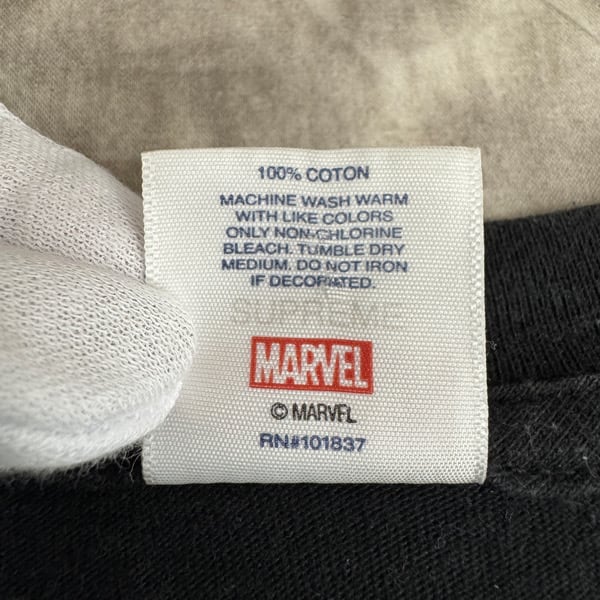 100% COTON
MACHINE WASH WARM
WITH LIKE COLORS
ONLY NON-CHLORINE
BLEACH. TUMBLE DRY
MEDIUM. DO NOT IRON
IF DECORATED.
SUPREME
MARVEL
© MARVEL
RN#101837